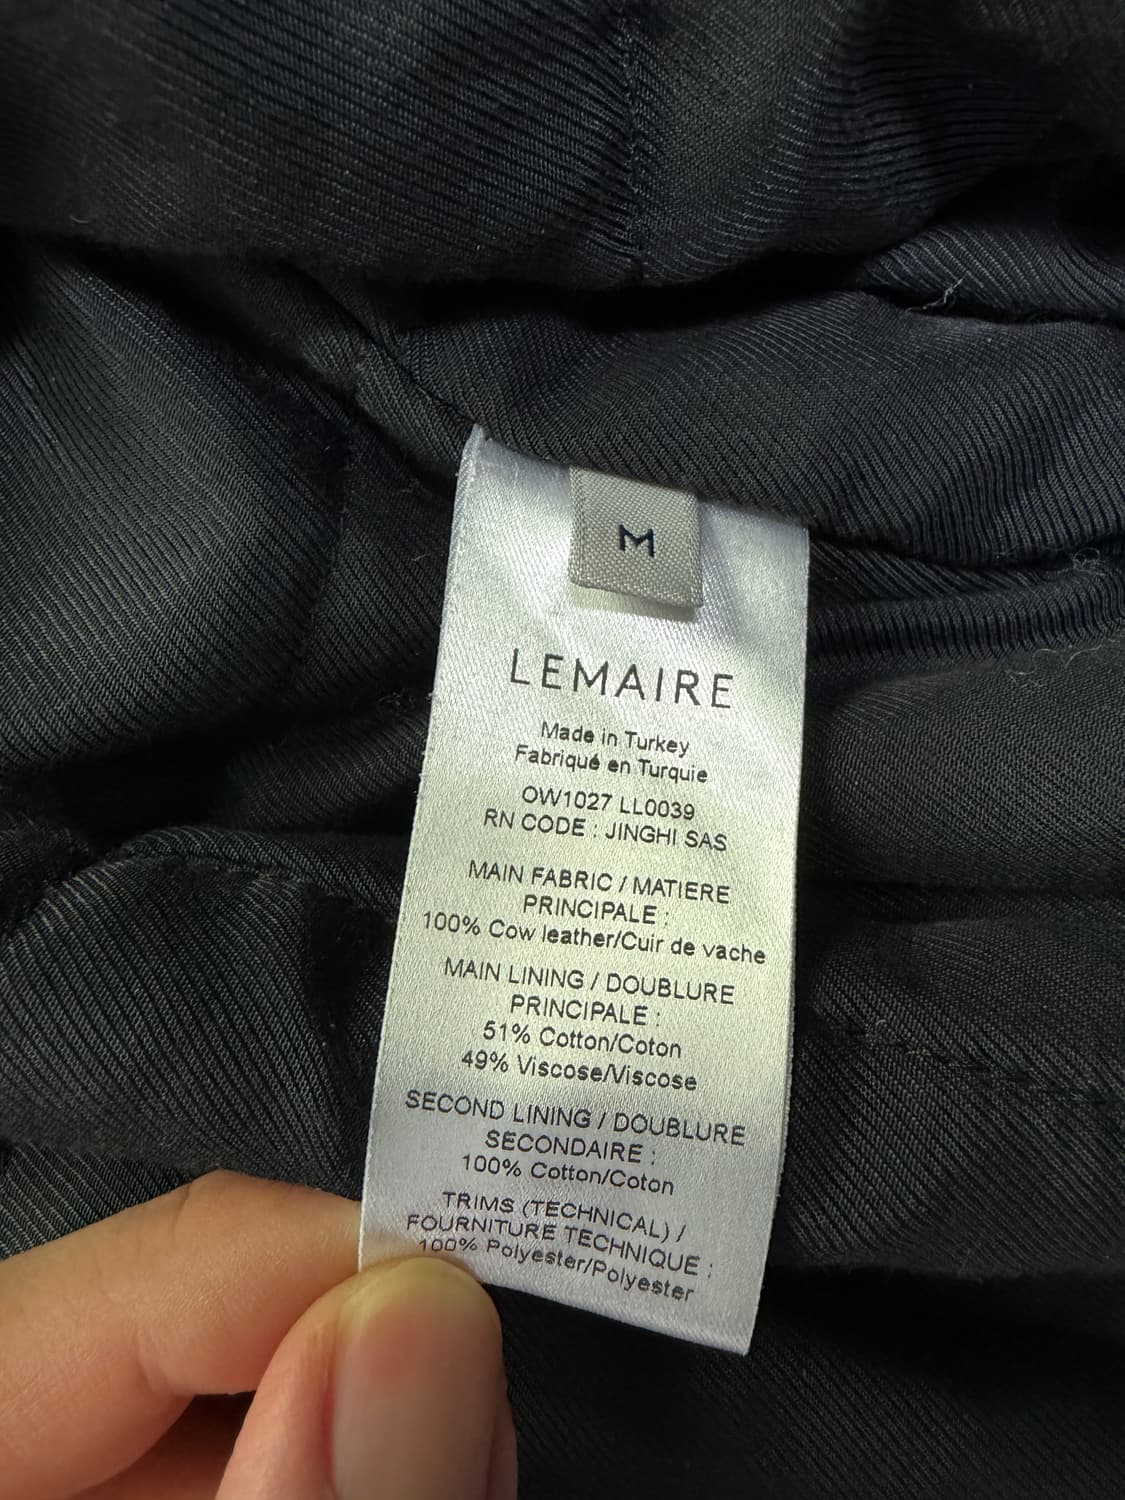 M
LEMAIRE
Made in Turkey
Fabriqué en Turquie
OW1027 LL0039
RN CODE : JINGHI SAS
MAIN FABRIC / MATIERE
PRINCIPALE :
100% Cow leather/Cuir de vache
MAIN LINING / DOUBLURE
PRINCIPALE :
51% Cotton/Coton
49% Viscose/Viscose
SECOND LINING / DOUBLURE
SECONDAIRE :
100% Cotton/Coton
TRIMS (TECHNICAL) /
FOURNITURE TECHNIQUE :
100% Polyester/Polyester